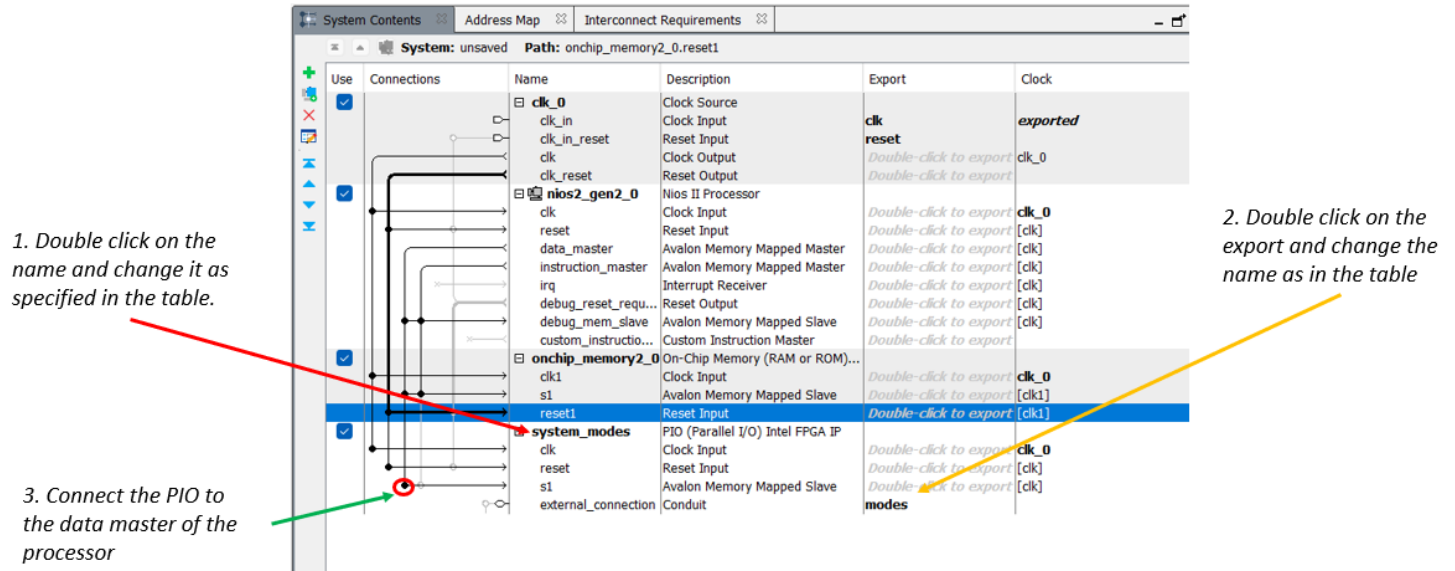 System Contents Address Map Interconnect Requirements
System: unsaved Path: onchip_memory2_0.reset1
Use Connections Name Description Export Clock
clk_0 Clock Source
clk_in Clock Input clk exported
clk_in_reset Reset Input reset
clk Clock Output Double-click to export clk_0
clk_reset Reset Output Double-click to export
nios2_gen2_0 Nios II Processor
clk Clock Input Double-click to export clk_0
reset Reset Input Double-click to export [clk]
data_master Avalon Memory Mapped Master Double-click to export [clk]
instruction_master Avalon Memory Mapped Master Double-click to export [clk]
irq Interrupt Receiver Double-click to export [clk]
debug_reset_requ... Reset Output Double-click to export [clk]
debug_mem_slave Avalon Memory Mapped Slave Double-click to export [clk]
custom_instructio... Custom Instruction Master Double-click to export
onchip_memory2_0 On-Chip Memory (RAM or ROM)...
clk1 Clock Input Double-click to export clk_0
s1 Avalon Memory Mapped Slave Double-click to export [clk1]
reset1 Reset Input Double-click to export [clk1]
system_modes PIO (Parallel I/O) Intel FPGA IP
clk Clock Input Double-click to export clk_0
reset Reset Input Double-click to export [clk]
s1 Avalon Memory Mapped Slave Double-click to export [clk]
external_connection Conduit modes
1. Double click on the
name and change it as
specified in the table.
2. Double click on the
export and change the
name as in the table
3. Connect the PIO to
the data master of the
processor